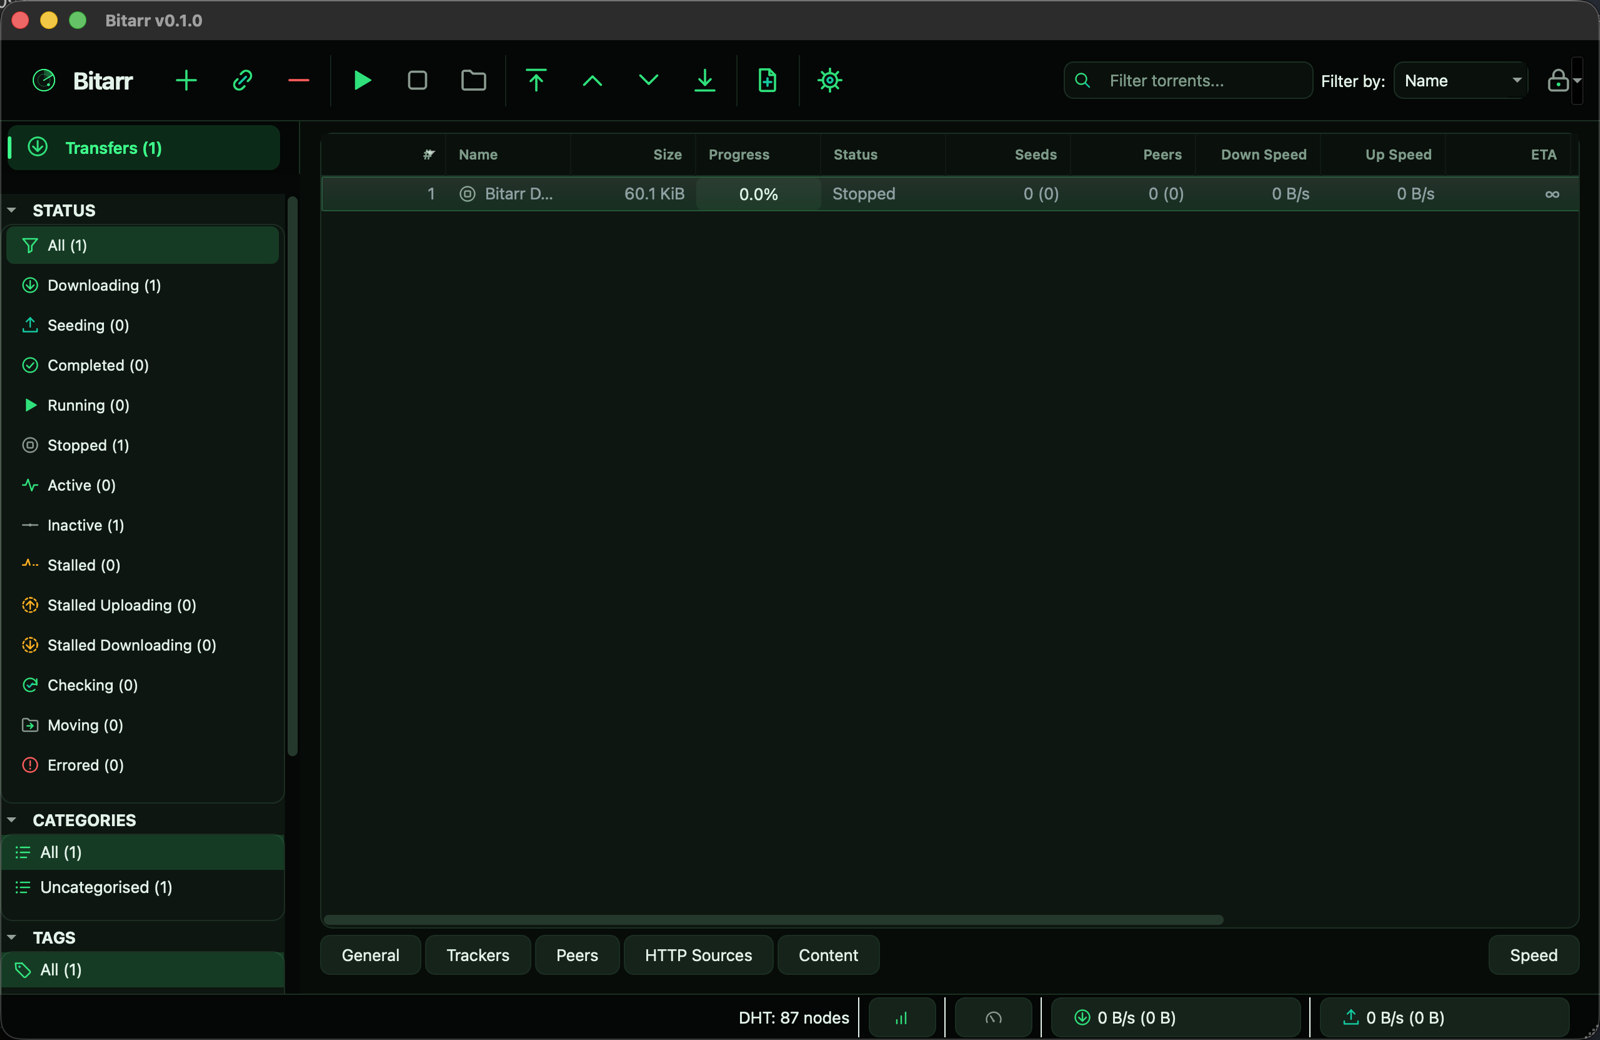 Bitarr v0.1.0
Bitarr
Filter torrents...
Filter by:
Name
Transfers (1)
STATUS
All (1)
Downloading (1)
Seeding (0)
Completed (0)
Running (0)
Stopped (1)
Active (0)
Inactive (1)
Stalled (0)
Stalled Uploading (0)
Stalled Downloading (0)
Checking (0)
Moving (0)
Errored (0)
CATEGORIES
All (1)
Uncategorised (1)
TAGS
All (1)
# Name Size Progress Status Seeds Peers Down Speed Up Speed ETA
1 Bitarr D... 60.1 KiB 0.0% Stopped 0 (0) 0 (0) 0 B/s 0 B/s ∞
General Trackers Peers HTTP Sources Content Speed
DHT: 87 nodes 0 B/s (0 B) 0 B/s (0 B)